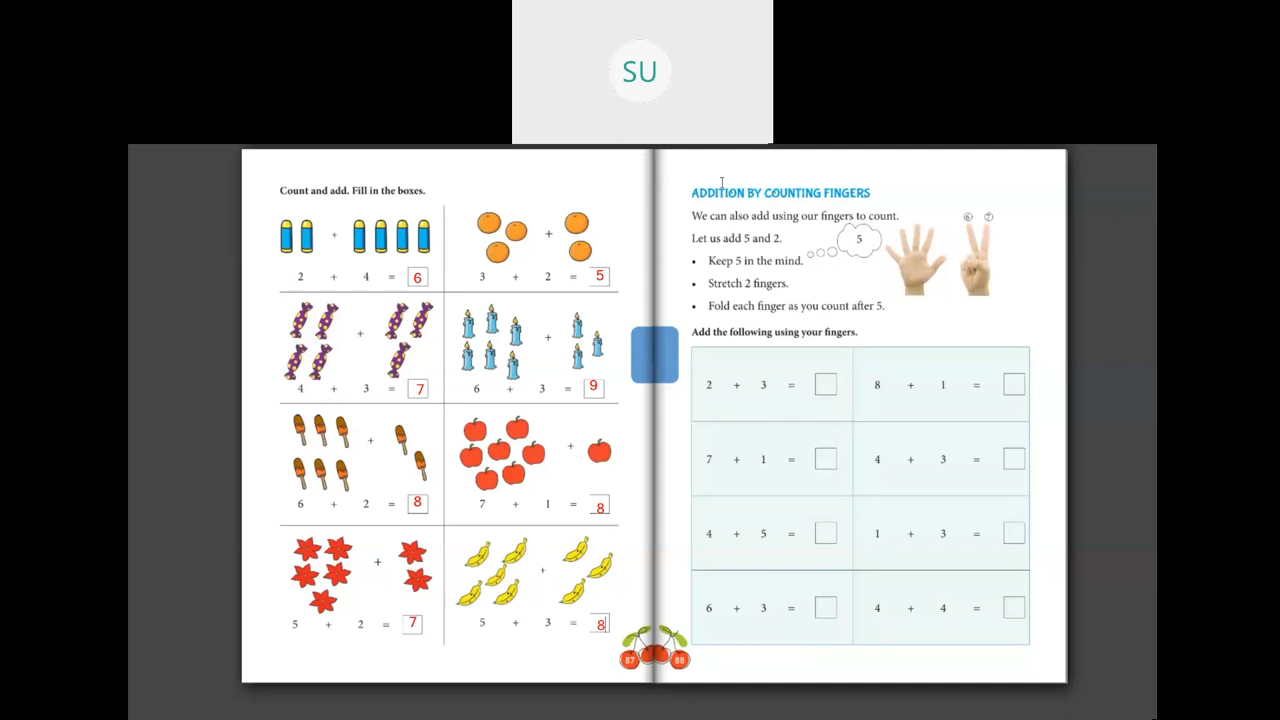 SU
Count and add. Fill in the boxes.
2 + 4 = 6
3 + 2 = 5
4 + 3 = 7
6 + 3 = 9
6 + 2 = 8
7 + 1 = 8
5 + 2 = 7
5 + 3 = 8
87
ADDITION BY COUNTING FINGERS
We can also add using our fingers to count.
Let us add 5 and 2.
• Keep 5 in the mind.
• Stretch 2 fingers.
• Fold each finger as you count after 5.
5
6 7
Add the following using your fingers.
2 + 3 =
8 + 1 =
7 + 1 =
4 + 3 =
4 + 5 =
1 + 3 =
6 + 3 =
4 + 4 =
88